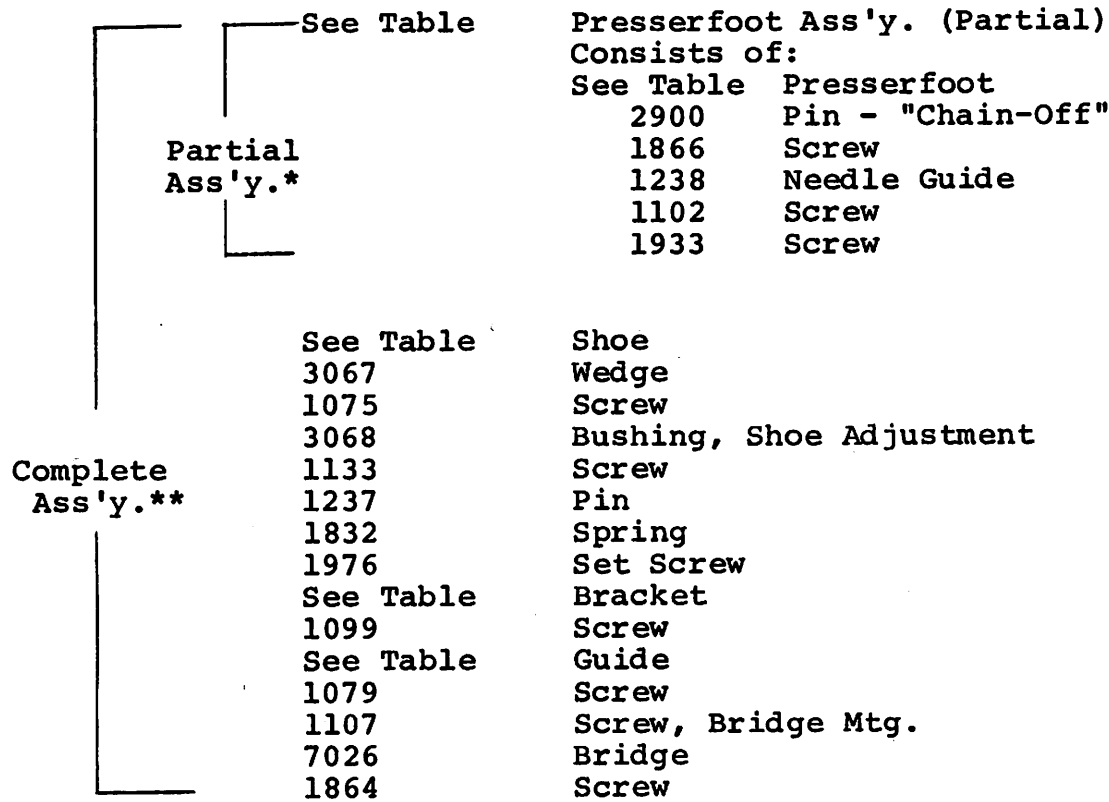 See Table Presserfoot Ass'y. (Partial)
Consists of:
See Table Presserfoot
2900 Pin - "Chain-Off"
1866 Screw
Partial
Ass'y.*
1238 Needle Guide
1102 Screw
1933 Screw
See Table Shoe
3067 Wedge
1075 Screw
3068 Bushing, Shoe Adjustment
Complete
Ass'y.**
1133 Screw
1237 Pin
1832 Spring
1976 Set Screw
See Table Bracket
1099 Screw
See Table Guide
1079 Screw
1107 Screw, Bridge Mtg.
7026 Bridge
1864 Screw